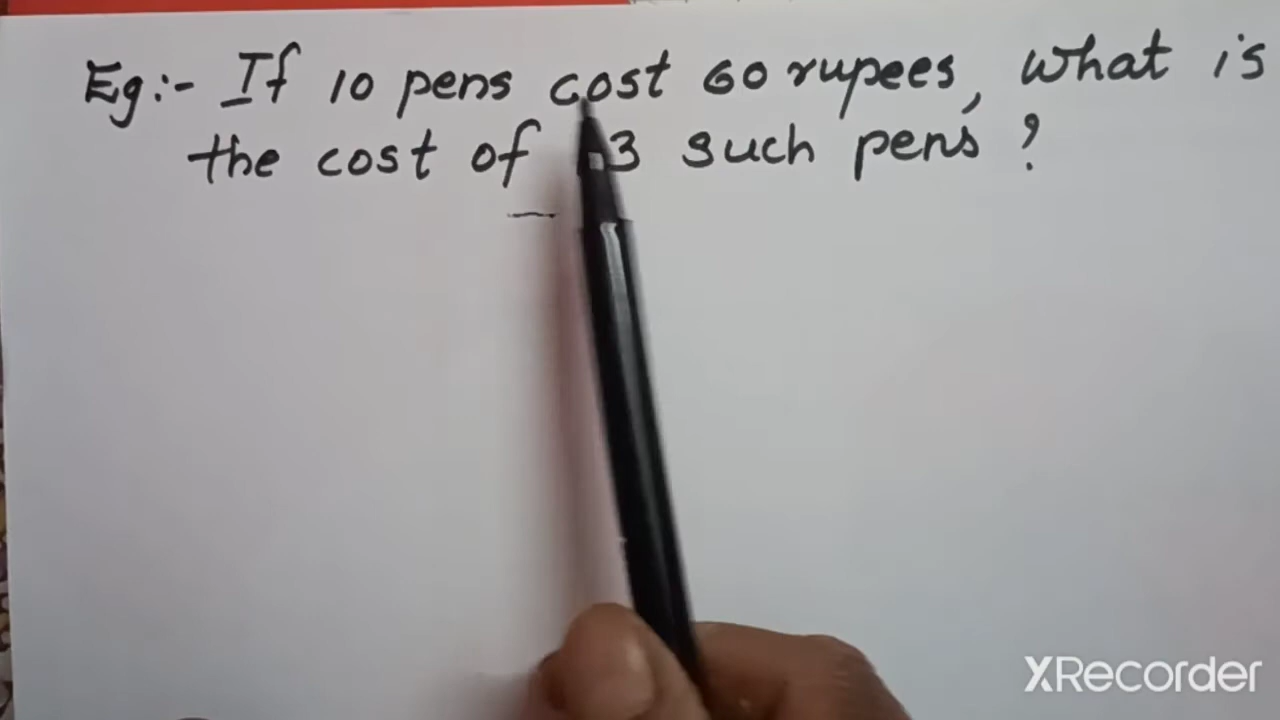 Eg:- If 10 pens cost 60 rupees, What is
the cost of 3 such pens ?
XRecorder